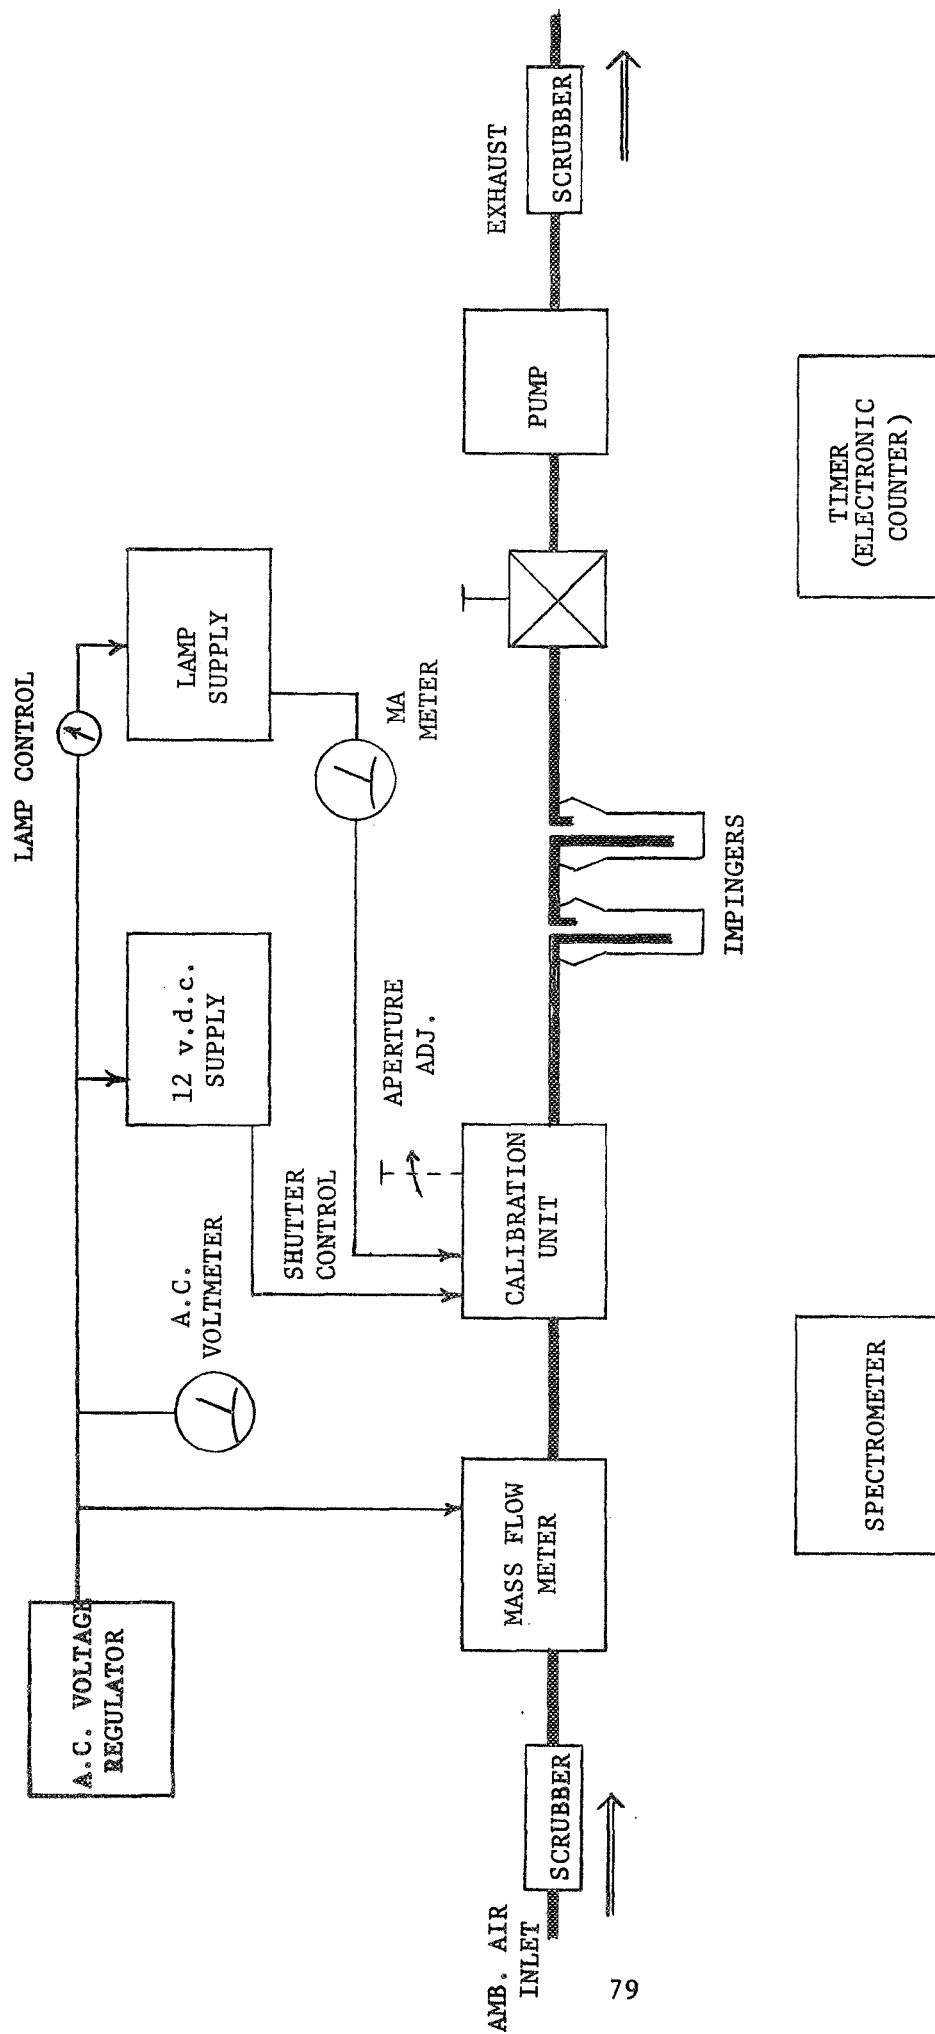 LAMP CONTROL
A.C. VOLTAGE
REGULATOR
A.C.
VOLTMETER
12 v.d.c.
SUPPLY
LAMP
SUPPLY
SHUTTER
CONTROL
APERTURE
ADJ.
MA
METER
AMB. AIR
INLET
SCRUBBER
MASS FLOW
METER
CALIBRATION
UNIT
IMPINGERS
PUMP
EXHAUST
SCRUBBER
SPECTROMETER
TIMER
(ELECTRONIC
COUNTER)
79